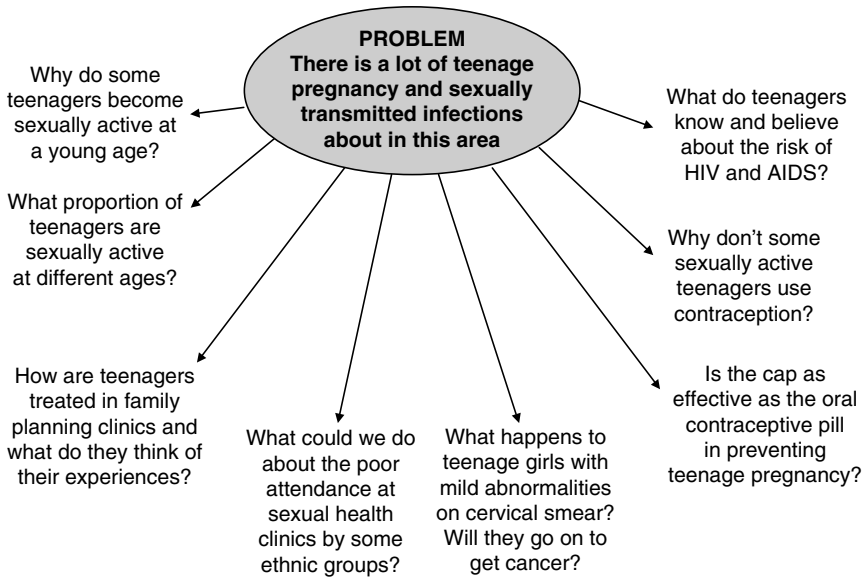 PROBLEM
There is a lot of teenage
pregnancy and sexually
transmitted infections
about in this area
Why do some
teenagers become
sexually active at
a young age?
What proportion of
teenagers are
sexually active
at different ages?
How are teenagers
treated in family
planning clinics and
what do they think of
their experiences?
What could we do
about the poor
attendance at
sexual health
clinics by some
ethnic groups?
What happens to
teenage girls with
mild abnormalities
on cervical smear?
Will they go on to
get cancer?
Is the cap as
effective as the oral
contraceptive pill
in preventing
teenage pregnancy?
Why don't some
sexually active
teenagers use
contraception?
What do teenagers
know and believe
about the risk of
HIV and AIDS?